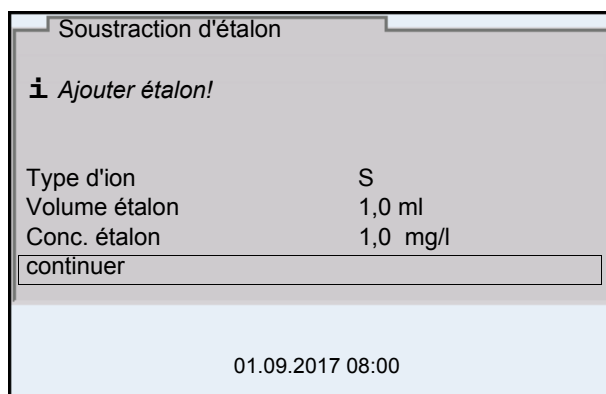 Soustraction d'étalon
i Ajouter étalon!
Type d'ion S
Volume étalon 1,0 ml
Conc. étalon 1,0 mg/l
continuer
01.09.2017 08:00